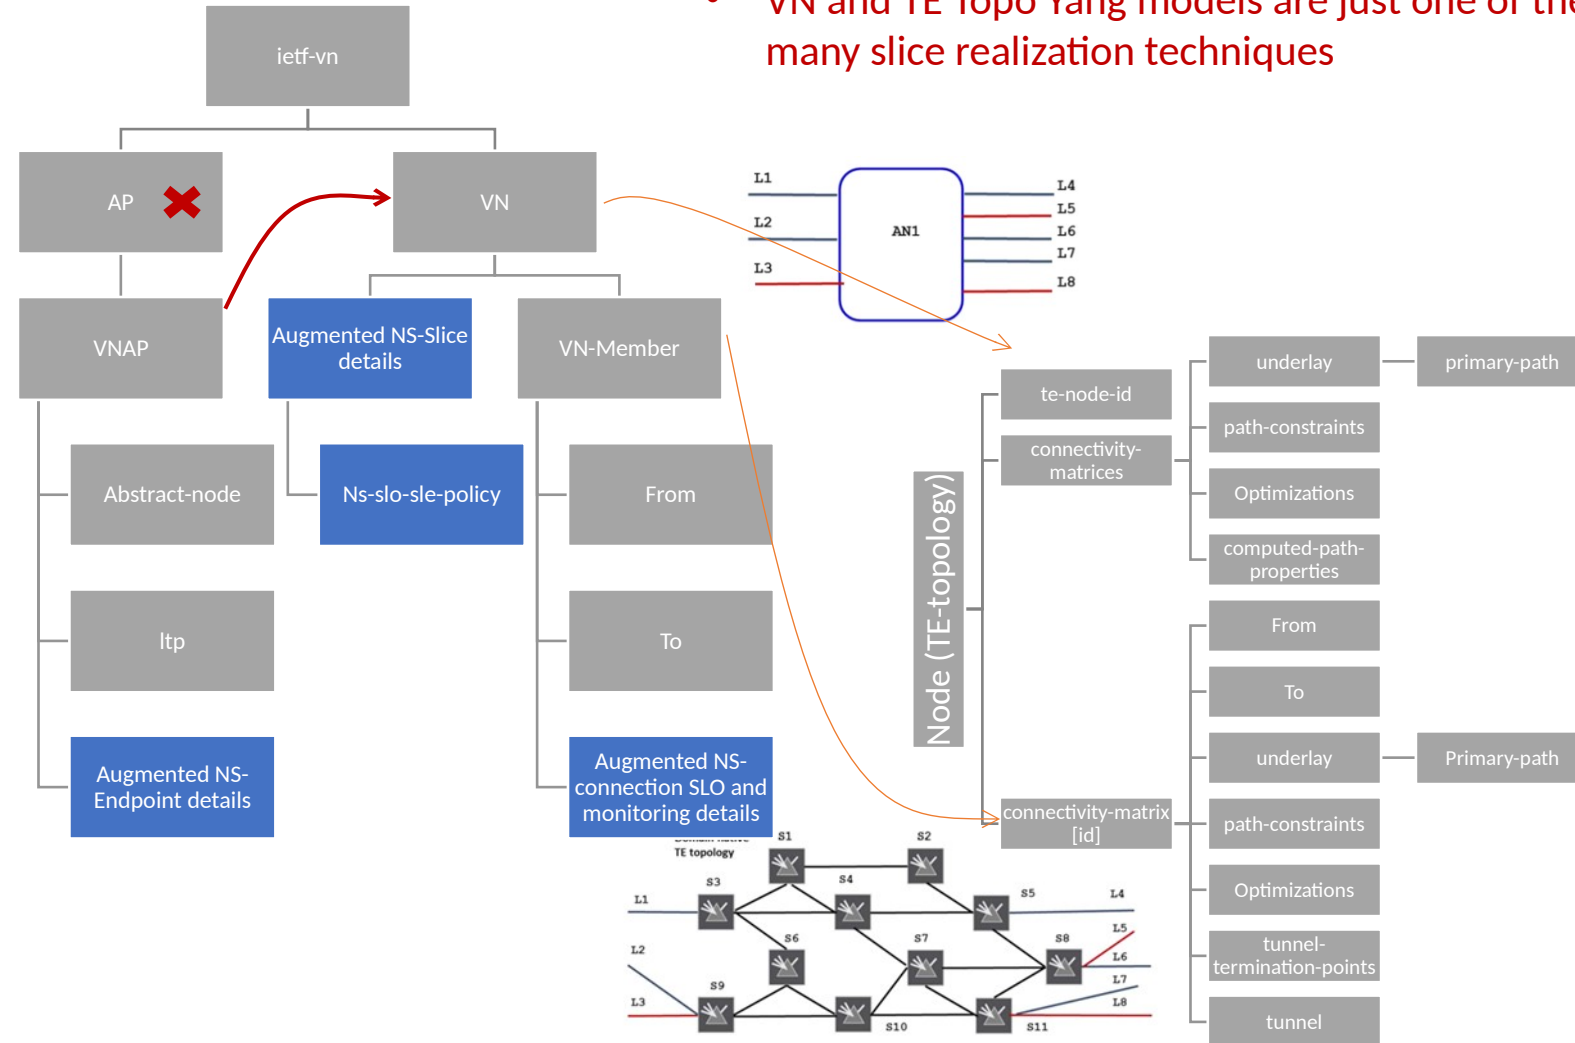 VN and TE Topo Yang models are just one of the
many slice realization techniques
ietf-vn
AP
VN
VNAP
Augmented NS-Slice
details
VN-Member
Abstract-node
Ns-slo-sle-policy
From
ltp
To
Augmented NS-
Endpoint details
Augmented NS-
connection SLO and
monitoring details
L1
L2
L3
AN1
L4
L5
L6
L7
L8
Node (TE-topology)
te-node-id
connectivity-
matrices
underlay
primary-path
path-constraints
Optimizations
computed-path-
properties
connectivity-matrix
[id]
From
To
underlay
Primary-path
path-constraints
Optimizations
tunnel-
termination-points
tunnel
TE topology
S1
S2
S3
S4
S5
L1
L4
S6
S7
S8
L5
L2
L6
L7
S9
L3
L8
S10
S11